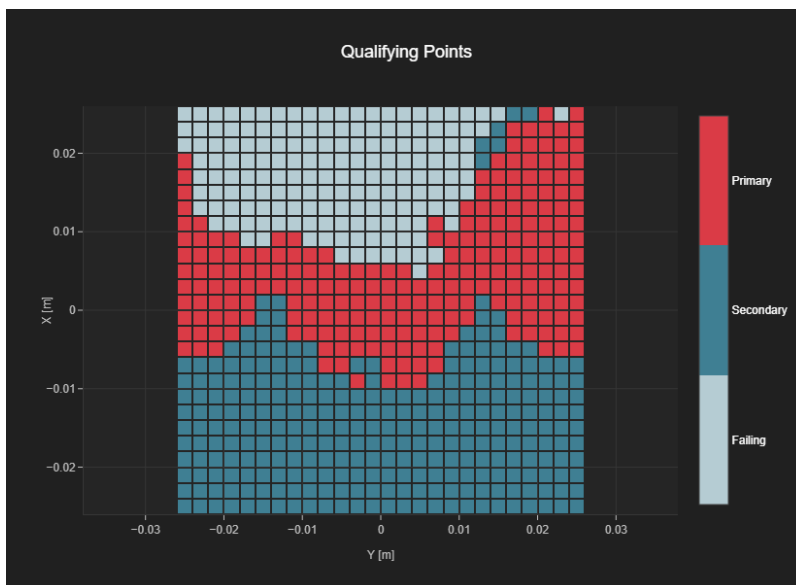 Qualifying Points
0.02
0.01
0
−0.01
−0.02
X [m]
−0.03
−0.02
−0.01
0
0.01
0.02
0.03
Y [m]
Primary
Secondary
Failing